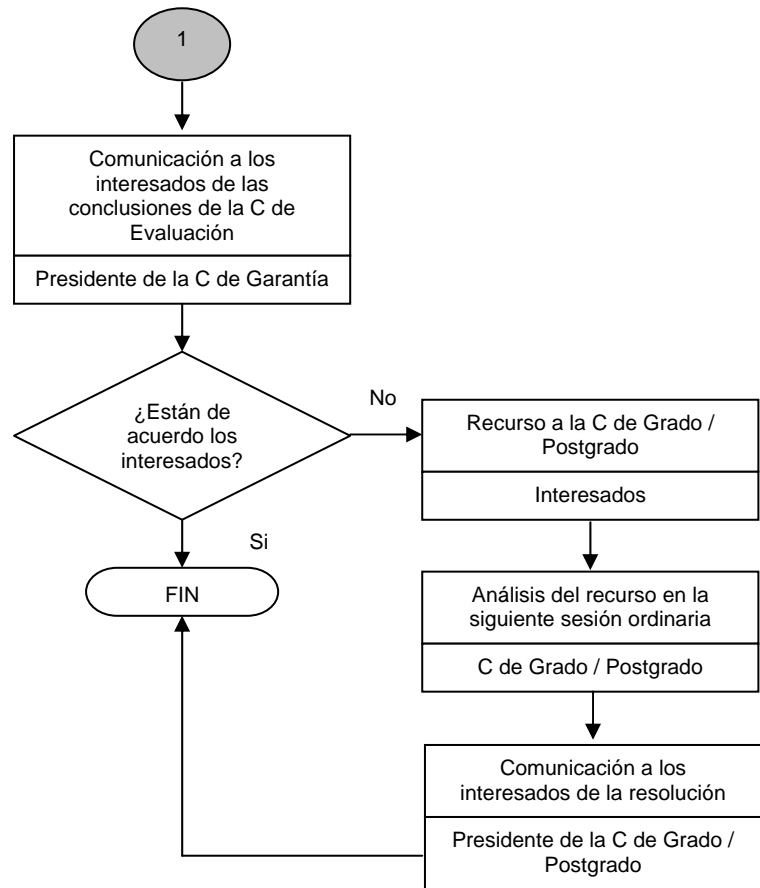 1
Comunicación a los
interesados de las
conclusiones de la C de
Evaluación
Presidente de la C de Garantía
¿Están de
acuerdo los
interesados?
No
Recurso a la C de Grado /
Postgrado
Interesados
Si
FIN
Análisis del recurso en la
siguiente sesión ordinaria
C de Grado / Postgrado
Comunicación a los
interesados de la resolución
Presidente de la C de Grado /
Postgrado